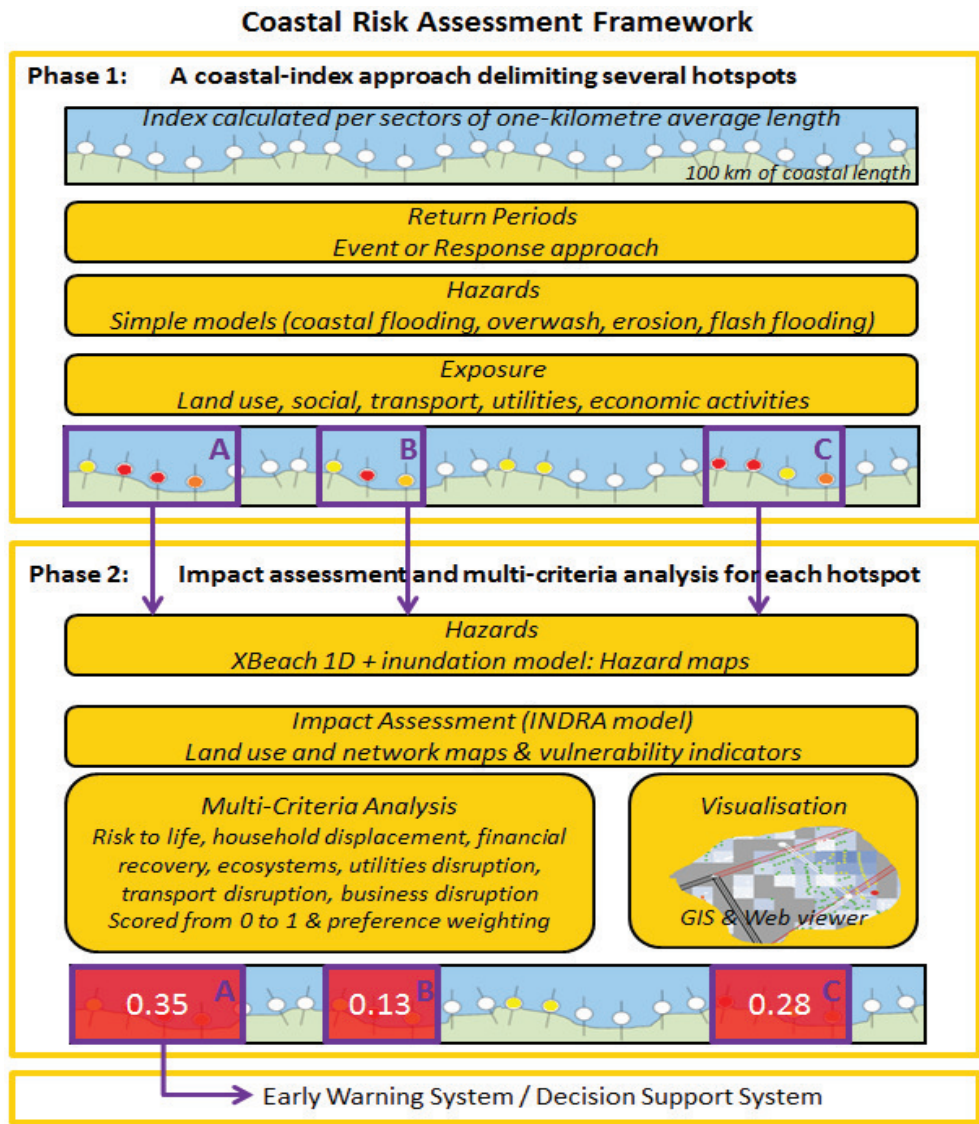 Coastal Risk Assessment Framework
Phase 1: A coastal-index approach delimiting several hotspots
Index calculated per sectors of one-kilometre average length
100 km of coastal length
Return Periods
Event or Response approach
Hazards
Simple models (coastal flooding, overwash, erosion, flash flooding)
Exposure
Land use, social, transport, utilities, economic activities
A B C
Phase 2: Impact assessment and multi-criteria analysis for each hotspot
Hazards
XBeach 1D + inundation model: Hazard maps
Impact Assessment (INDRA model)
Land use and network maps & vulnerability indicators
Multi-Criteria Analysis
Risk to life, household displacement, financial
recovery, ecosystems, utilities disruption,
transport disruption, business disruption
Scored from 0 to 1 & preference weighting
Visualisation
GIS & Web viewer
0.35 A 0.13 B 0.28 C
Early Warning System / Decision Support System